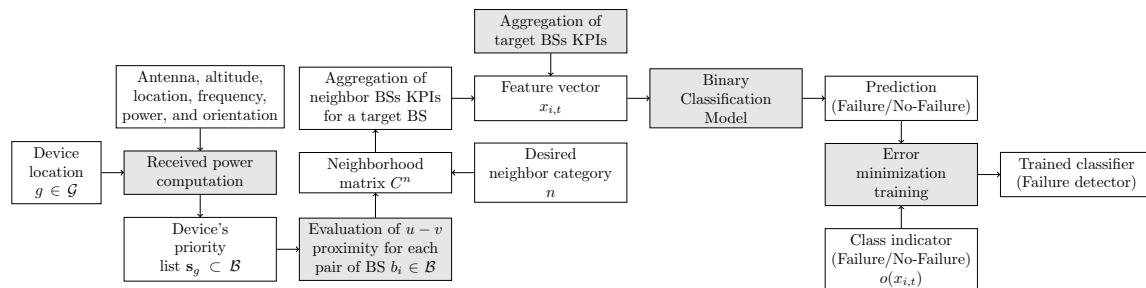 Antenna, altitude,
location, frequency,
power, and orientation
Device
location
g ∈ 𝒢
Received power
computation
Device's
priority
list s_g ⊂ ℬ
Evaluation of u − v
proximity for each
pair of BS b_i ∈ ℬ
Neighborhood
matrix C^n
Desired
neighbor category
n
Aggregation of
neighbor BSs KPIs
for a target BS
Aggregation of
target BSs KPIs
Feature vector
x_{i,t}
Binary
Classification
Model
Prediction
(Failure/No-Failure)
Error
minimization
training
Class indicator
(Failure/No-Failure)
o(x_{i,t})
Trained classifier
(Failure detector)